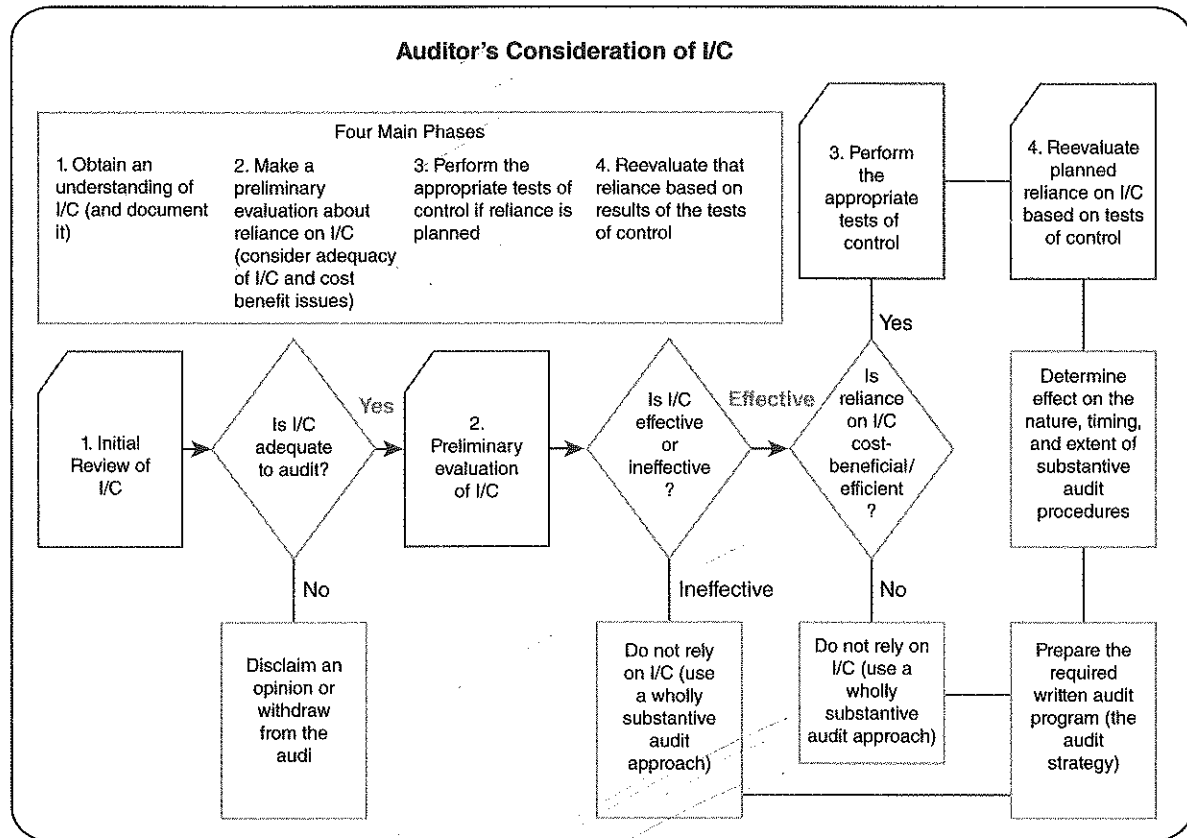 Auditor's Consideration of I/C
Four Main Phases
1. Obtain an
understanding of
I/C (and document
it)
2. Make a
preliminary
evaluation about
reliance on I/C
(consider adequacy
of I/C and cost
benefit issues)
3. Perform the
appropriate tests of
control if reliance is
planned
4. Reevaluate that
reliance based on
results of the tests
of control
3. Perform
the
appropriate
tests of
control
4. Reevaluate
planned
reliance on I/C
based on tests
of control
Yes
1. Initial
Review of
I/C
Is I/C
adequate
to audit?
Yes
2.
Preliminary
evaluation
of I/C
Is I/C
effective
or
ineffective
?
Effective
Is
reliance
on I/C
cost-
beneficial/
efficient
?
Determine
effect on the
nature, timing,
and extent of
substantive
audit
procedures
No
Ineffective
No
Disclaim an
opinion or
withdraw
from the
audi
Do not rely
on I/C (use
a wholly
substantive
audit
approach)
Do not rely on
I/C (use a
wholly
substantive
audit approach)
Prepare the
required
written audit
program (the
audit
strategy)